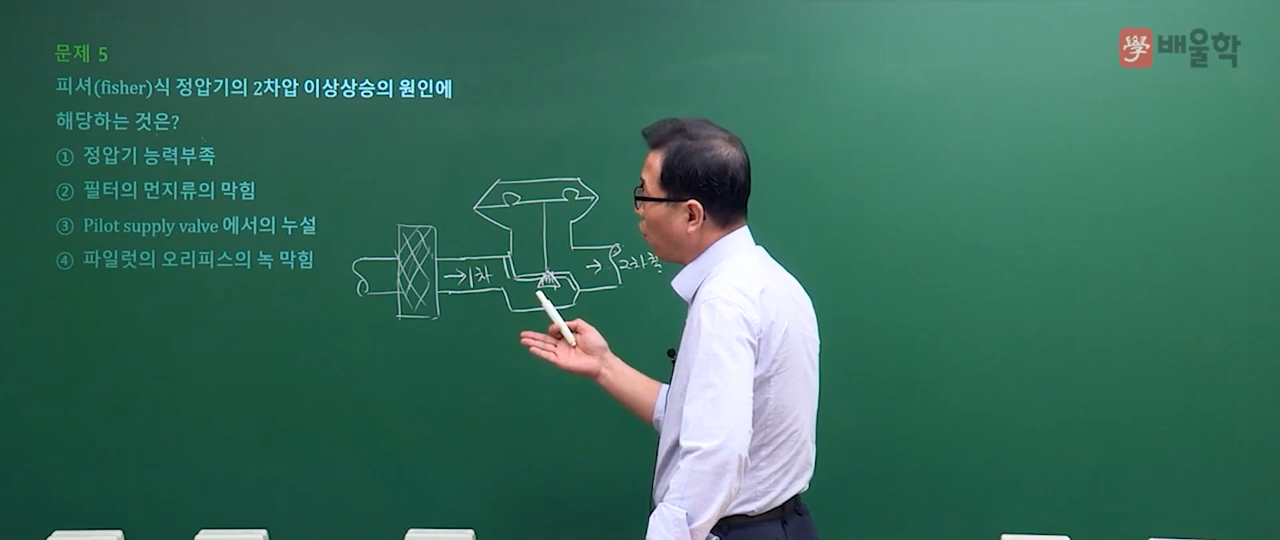 문제 5
피셔(fisher)식 정압기의 2차압 이상상승의 원인에
해당하는 것은?
① 정압기 능력부족
② 필터의 먼지류의 막힘
③ Pilot supply valve 에서의 누설
④ 파일럿의 오리피스의 녹 막힘
→1차
→ 2차측
學 배울학